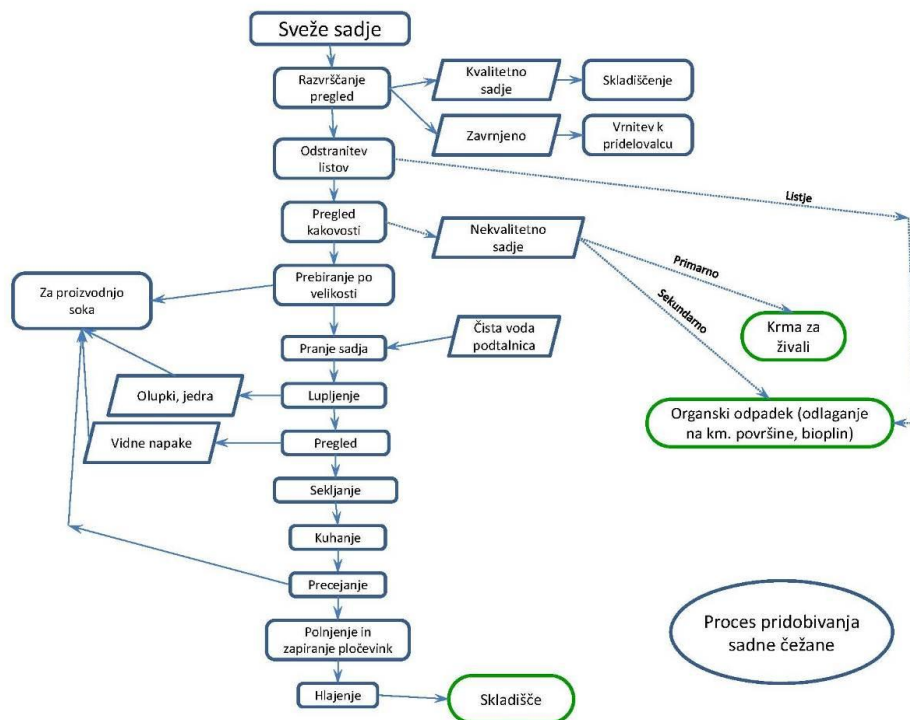 Sveže sadje
Razvrščanje
pregled
Kvalitetno
sadje
Skladiščenje
Zavrnjeno
Vrnitev k
pridelovalcu
Odstranitev
listov
Listje
Pregled
kakovosti
Nekvalitetno
sadje
Primarno
Sekundarno
Prebiranje po
velikosti
Za proizvodnjo
soka
Krma za
živali
Čista voda
podtalnica
Pranje sadja
Olupki, jedra
Lupljenje
Organski odpadek (odlaganje
na km. površine, bioplin)
Vidne napake
Pregled
Sekljanje
Kuhanje
Precejanje
Polnjenje in
zapiranje pločevink
Proces pridobivanja
sadne čežane
Hlajenje
Skladišče